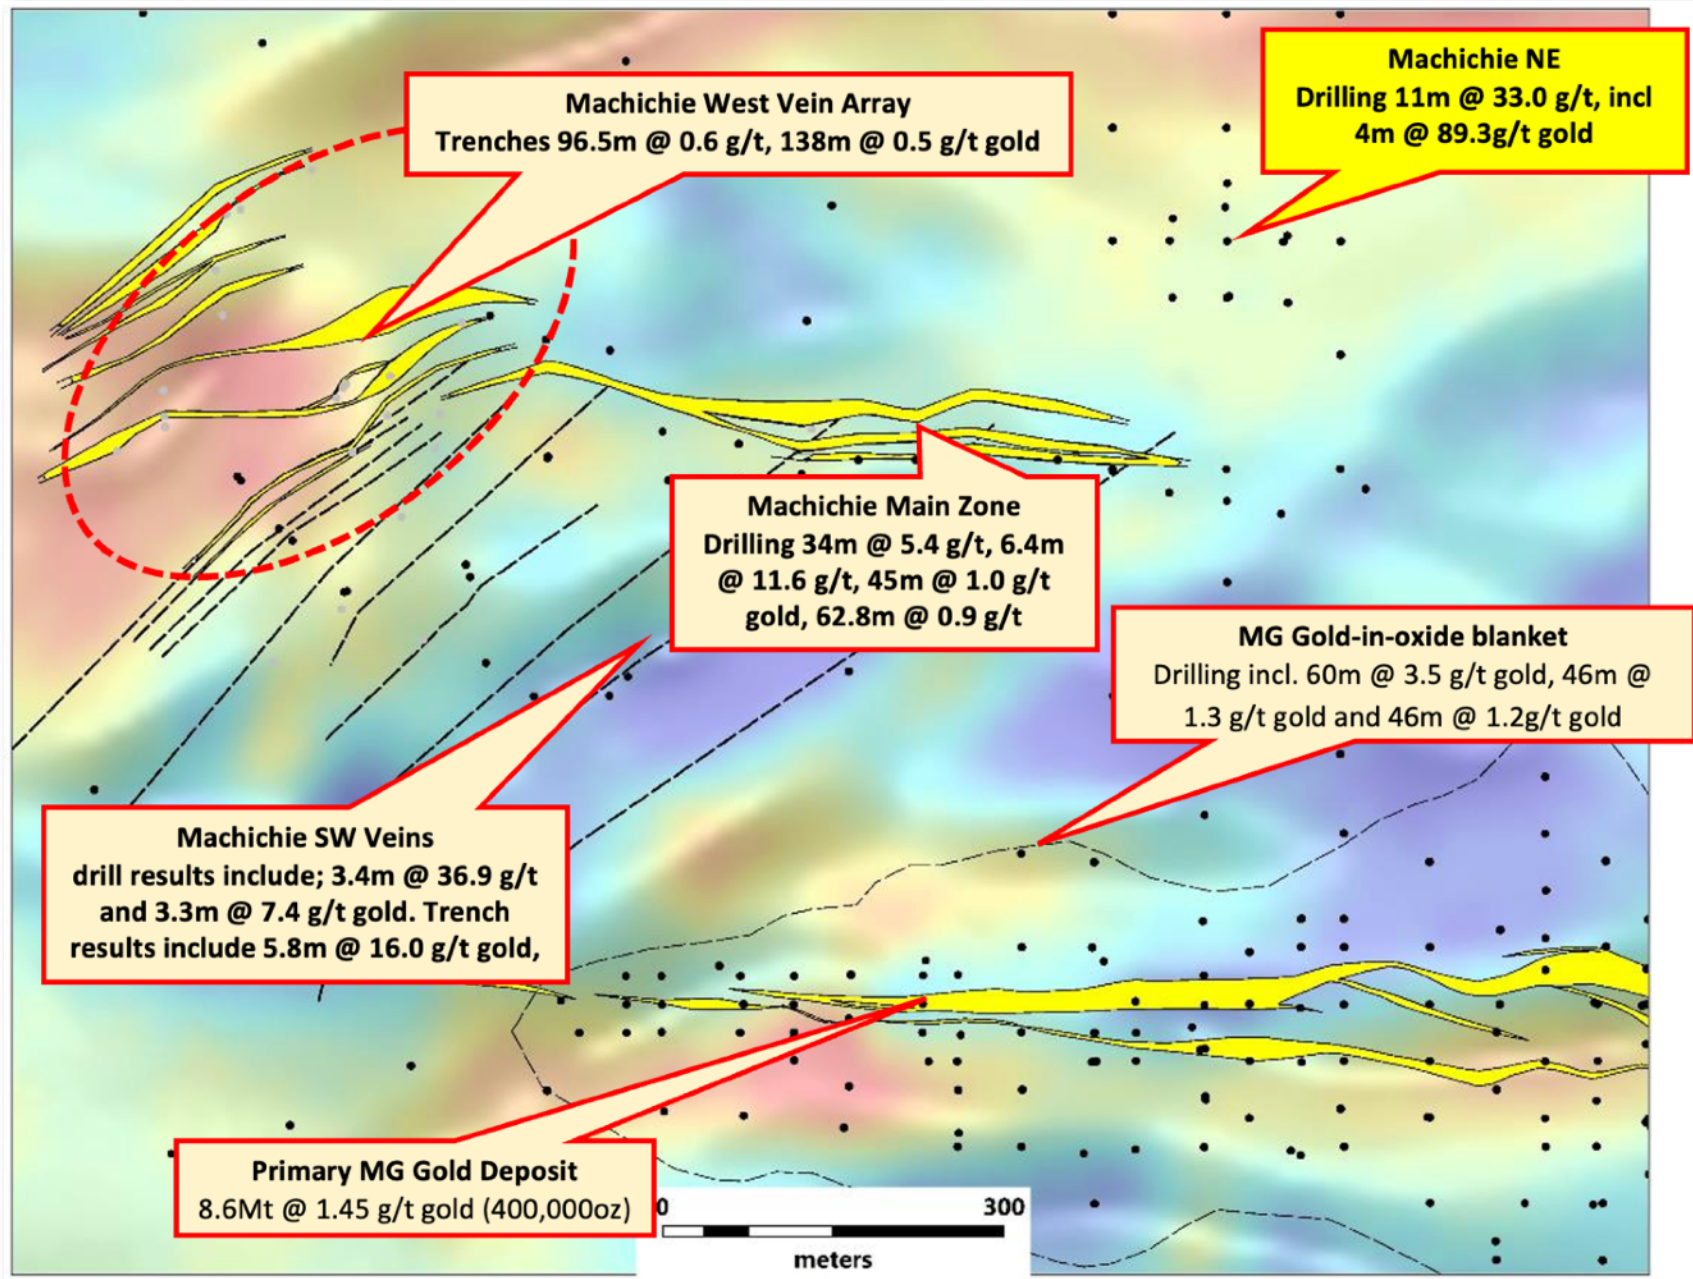 Machichie NE
Drilling 11m @ 33.0 g/t, incl
4m @ 89.3g/t gold
Machichie West Vein Array
Trenches 96.5m @ 0.6 g/t, 138m @ 0.5 g/t gold
Machichie Main Zone
Drilling 34m @ 5.4 g/t, 6.4m
@ 11.6 g/t, 45m @ 1.0 g/t
gold, 62.8m @ 0.9 g/t
MG Gold-in-oxide blanket
Drilling incl. 60m @ 3.5 g/t gold, 46m @
1.3 g/t gold and 46m @ 1.2g/t gold
Machichie SW Veins
drill results include; 3.4m @ 36.9 g/t
and 3.3m @ 7.4 g/t gold. Trench
results include 5.8m @ 16.0 g/t gold,
Primary MG Gold Deposit
8.6Mt @ 1.45 g/t gold (400,000oz)
0 300
meters